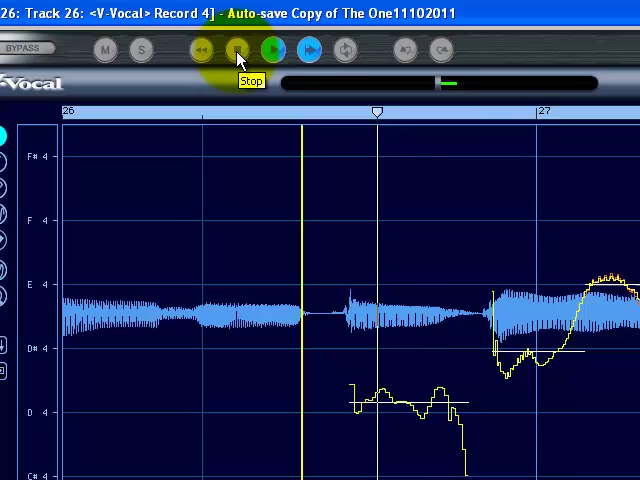 26: Track 26: <V-Vocal> Record 4] - Auto-save Copy of The One11102011
BYPASS
M S
Stop
-Vocal
26 27
F# 4
F 4
E 4
D# 4
D 4
C# 4